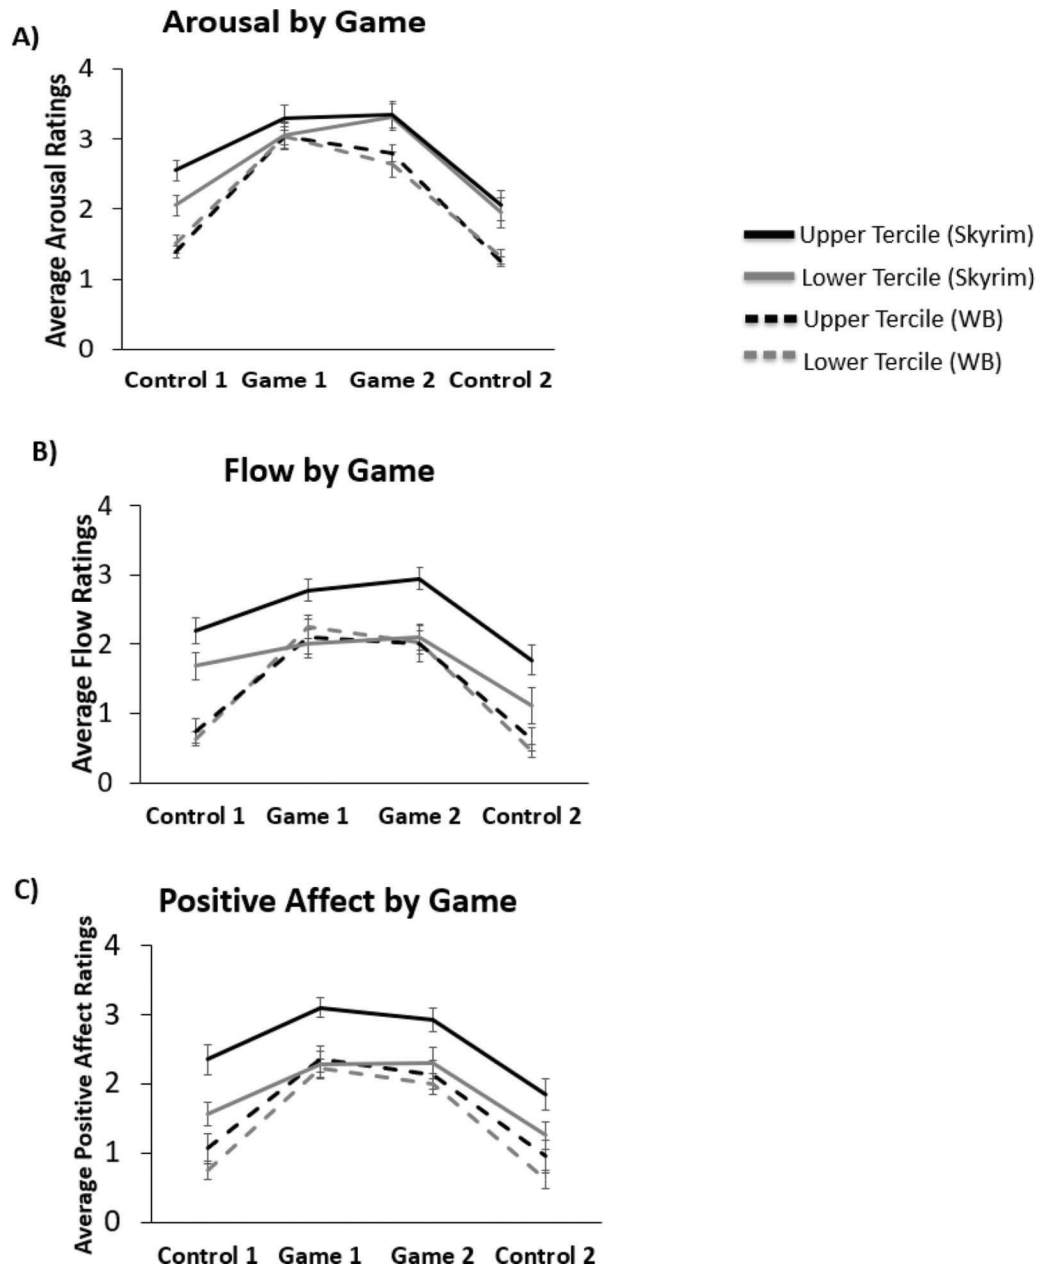 A)
Arousal by Game
Average Arousal Ratings
4
3
2
1
0
Control 1 Game 1 Game 2 Control 2
Upper Tercile (Skyrim)
Lower Tercile (Skyrim)
Upper Tercile (WB)
Lower Tercile (WB)
B)
Flow by Game
Average Flow Ratings
4
3
2
1
0
Control 1 Game 1 Game 2 Control 2
C)
Positive Affect by Game
Average Positive Affect Ratings
4
3
2
1
0
Control 1 Game 1 Game 2 Control 2